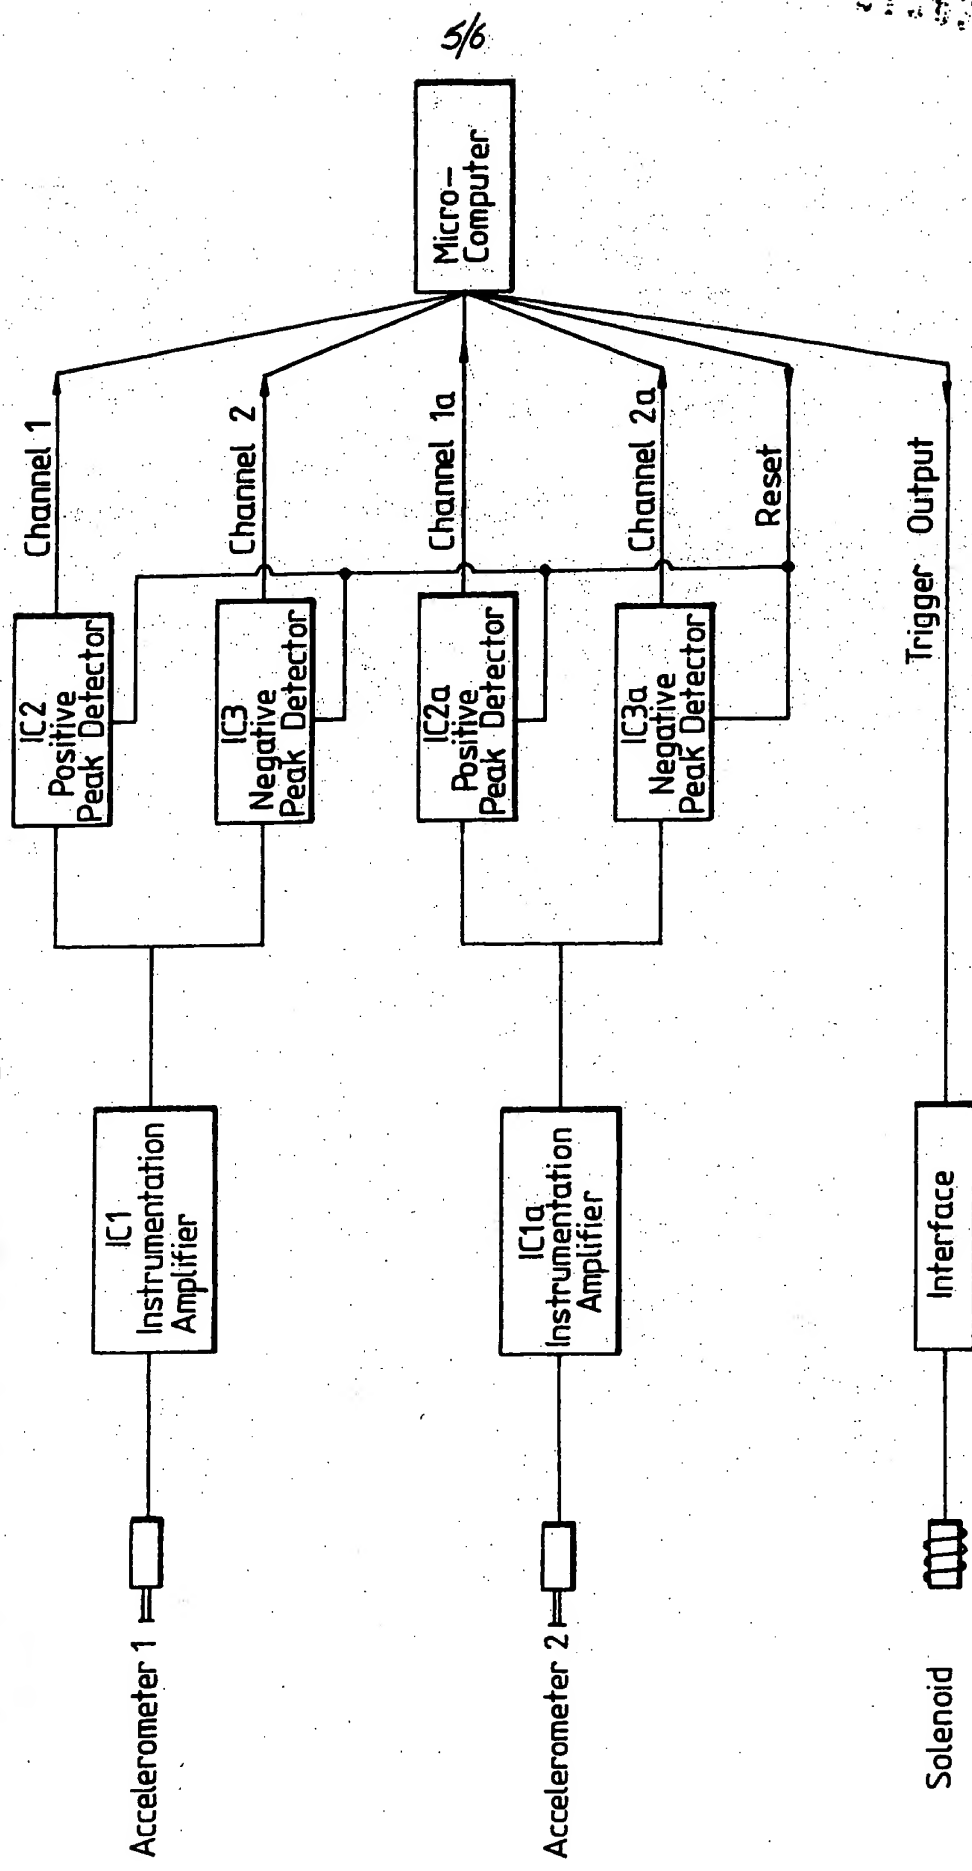 5/6
Micro-
Computer
Channel 1
Channel 2
Channel 1a
Channel 2a
Reset
Trigger Output
IC2
Positive
Peak Detector
IC3
Negative
Peak Detector
IC2a
Positive
Peak Detector
IC3a
Negative
Peak Detector
IC1
Instrumentation
Amplifier
IC1a
Instrumentation
Amplifier
Interface
Accelerometer 1
Accelerometer 2
Solenoid